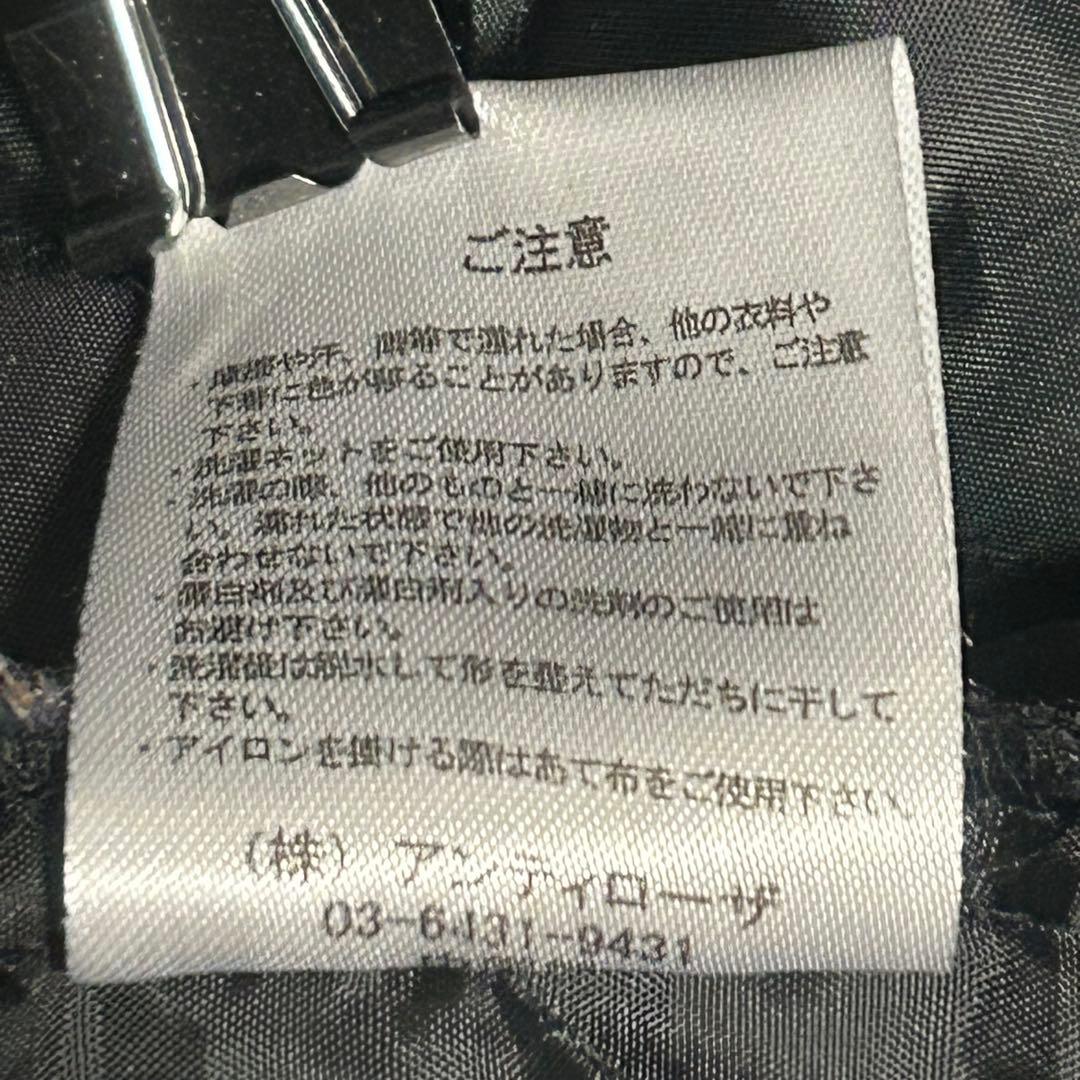 ご注意
・摩擦や汗、雨等で濡れた場合、他の衣料や
下着に色が移ることがありますので、ご注意
下さい。
・洗濯ネットをご使用下さい。
・洗濯の際、他のものと一緒に洗わないで下さ
い。濡れた状態で他の洗濯物と一緒に重ね
合わせないで下さい。
・漂白剤及び漂白剤入りの洗剤のご使用は
お避け下さい。
・洗濯後は脱水して形を整えてただちに干して
下さい。
・アイロンを掛ける際はあて布をご使用下さい。
(株) アンティローザ
03-6431-9431